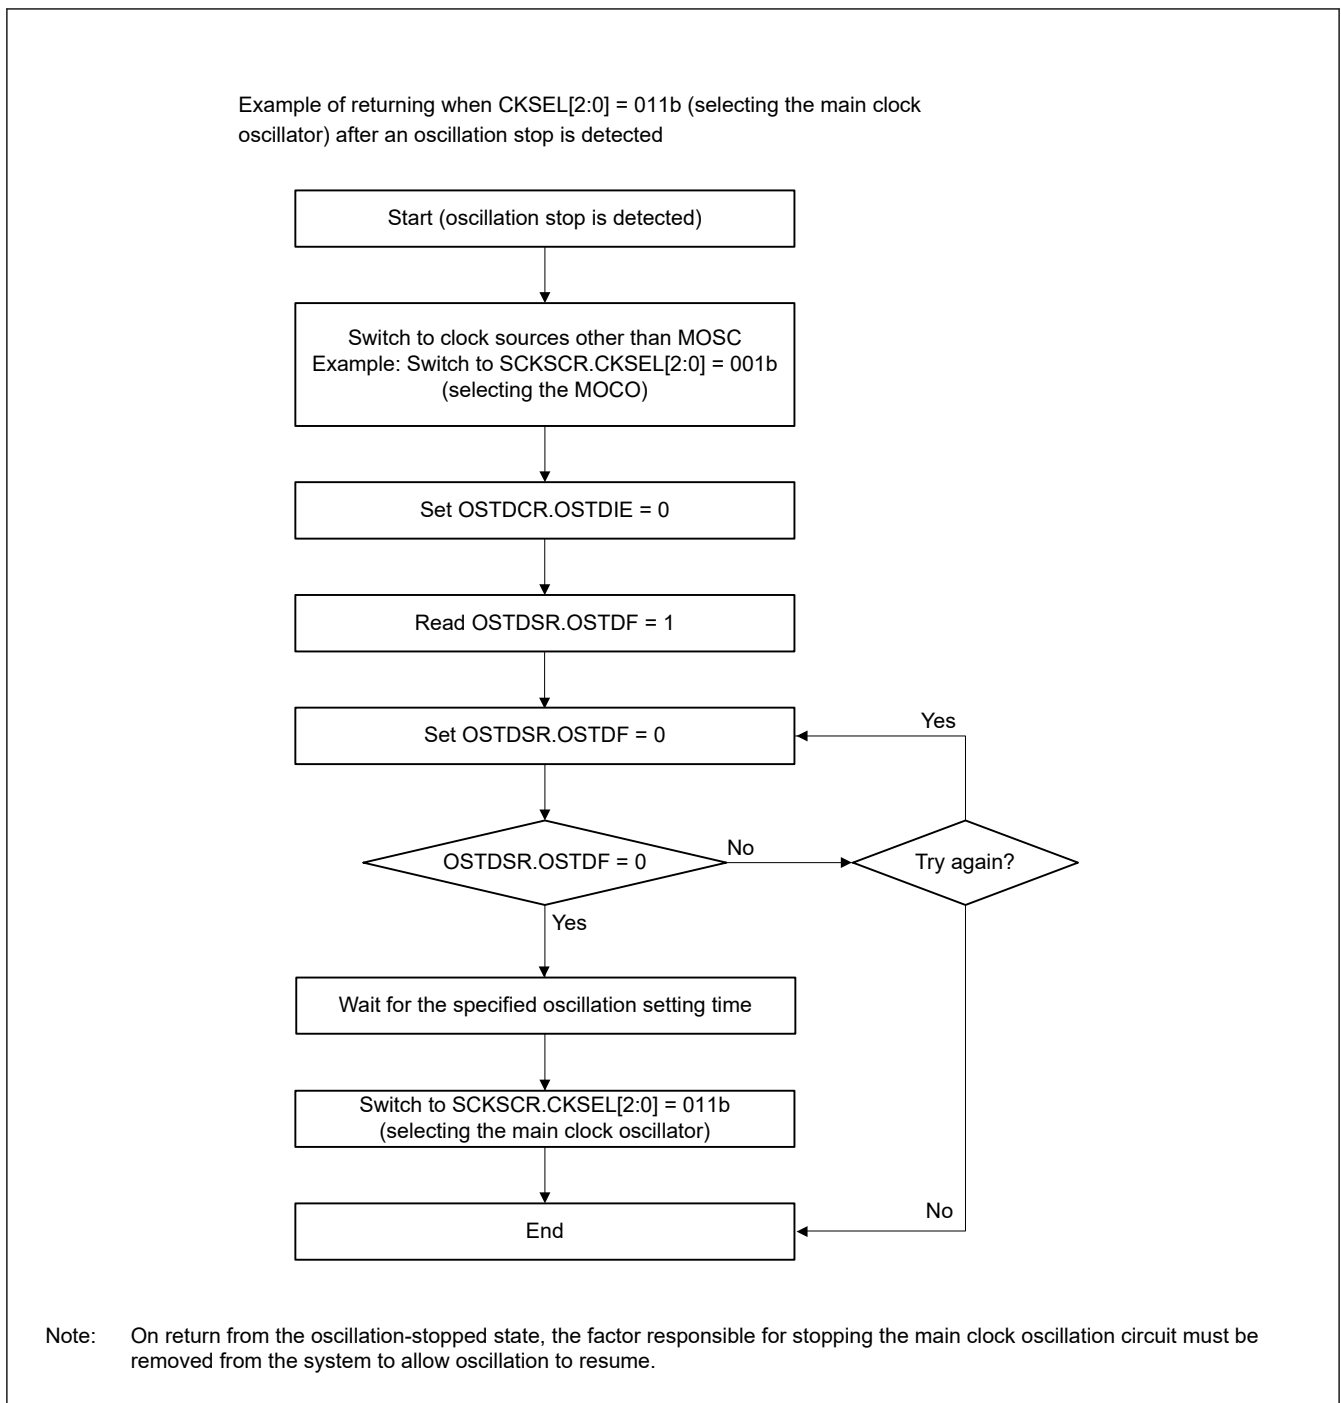 Example of returning when CKSEL[2:0] = 011b (selecting the main clock
oscillator) after an oscillation stop is detected
Start (oscillation stop is detected)
Switch to clock sources other than MOSC
Example: Switch to SCKSCR.CKSEL[2:0] = 001b
(selecting the MOCO)
Set OSTDCR.OSTDIE = 0
Read OSTDSR.OSTDF = 1
Set OSTDSR.OSTDF = 0
Yes
OSTDSR.OSTDF = 0
No
Try again?
Yes
Wait for the specified oscillation setting time
Switch to SCKSCR.CKSEL[2:0] = 011b
(selecting the main clock oscillator)
No
End
Note: On return from the oscillation-stopped state, the factor responsible for stopping the main clock oscillation circuit must be
removed from the system to allow oscillation to resume.